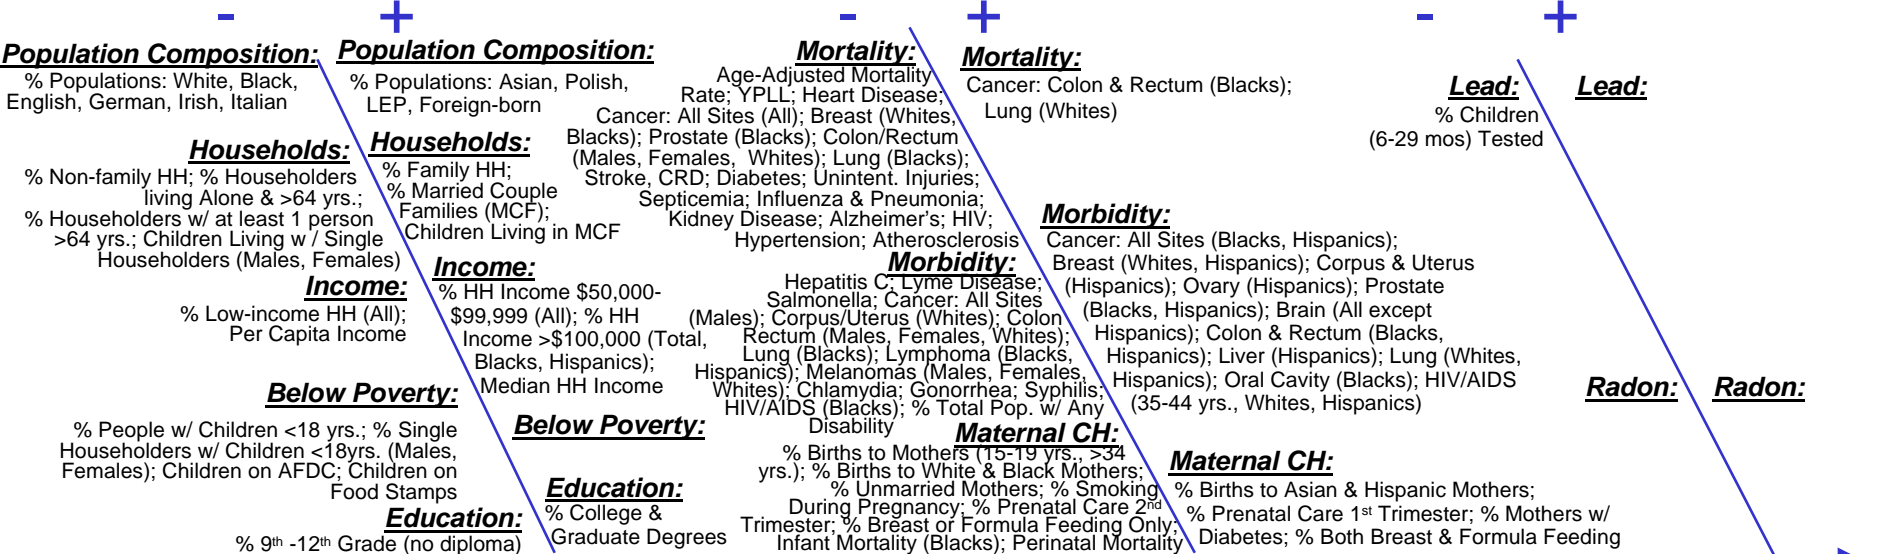 - +
Population Composition:
% Populations: White, Black,
English, German, Irish, Italian
Households:
% Non-family HH; % Householders
living Alone & >64 yrs.;
% Householders w/ at least 1 person
>64 yrs.; Children Living w / Single
Householders (Males, Females)
Income:
% Low-income HH (All);
Per Capita Income
Below Poverty:
% People w/ Children <18 yrs.; % Single
Householders w/ Children <18yrs. (Males,
Females); Children on AFDC; Children on
Food Stamps
Education:
% 9th -12th Grade (no diploma)
Population Composition:
% Populations: Asian, Polish,
LEP, Foreign-born
Households:
% Family HH;
% Married Couple
Families (MCF);
Children Living in MCF
Income:
% HH Income $50,000-
$99,999 (All); % HH
Income >$100,000 (Total,
Blacks, Hispanics);
Median HH Income
Below Poverty:
Education:
% College &
Graduate Degrees
- +
Mortality:
Age-Adjusted Mortality
Rate; YPLL; Heart Disease;
Cancer: All Sites (All); Breast (Whites,
Blacks); Prostate (Blacks); Colon/Rectum
(Males, Females, Whites); Lung (Blacks);
Stroke, CRD; Diabetes; Unintent. Injuries;
Septicemia; Influenza & Pneumonia;
Kidney Disease; Alzheimer's; HIV;
Hypertension; Atherosclerosis
Morbidity:
Hepatitis C; Lyme Disease;
Salmonella; Cancer: All Sites
(Males); Corpus/Uterus (Whites); Colon
Rectum (Males, Females, Whites);
Lung (Blacks); Lymphoma (Blacks,
Hispanics); Melanomas (Males, Females,
Whites); Chlamydia; Gonorrhea; Syphilis;
HIV/AIDS (Blacks); % Total Pop. w/ Any
Disability
Maternal CH:
% Births to Mothers (15-19 yrs., >34
yrs.); % Births to White & Black Mothers;
% Unmarried Mothers; % Smoking
During Pregnancy; % Prenatal Care 2nd
Trimester; % Breast or Formula Feeding Only;
Infant Mortality (Blacks); Perinatal Mortality
Mortality:
Cancer: Colon & Rectum (Blacks);
Lung (Whites)
Morbidity:
Cancer: All Sites (Blacks, Hispanics);
Breast (Whites, Hispanics); Corpus & Uterus
(Hispanics); Ovary (Hispanics); Prostate
(Blacks, Hispanics); Brain (All except
Hispanics); Colon & Rectum (Blacks,
Hispanics); Liver (Hispanics); Lung (Whites,
Hispanics); Oral Cavity (Blacks); HIV/AIDS
(35-44 yrs., Whites, Hispanics)
Maternal CH:
% Births to Asian & Hispanic Mothers;
% Prenatal Care 1st Trimester; % Mothers w/
Diabetes; % Both Breast & Formula Feeding
- +
Lead:
% Children
(6-29 mos) Tested
Radon:
Lead:
Radon: